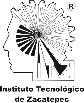 ®
Instituto Tecnológico
de Zacatepec